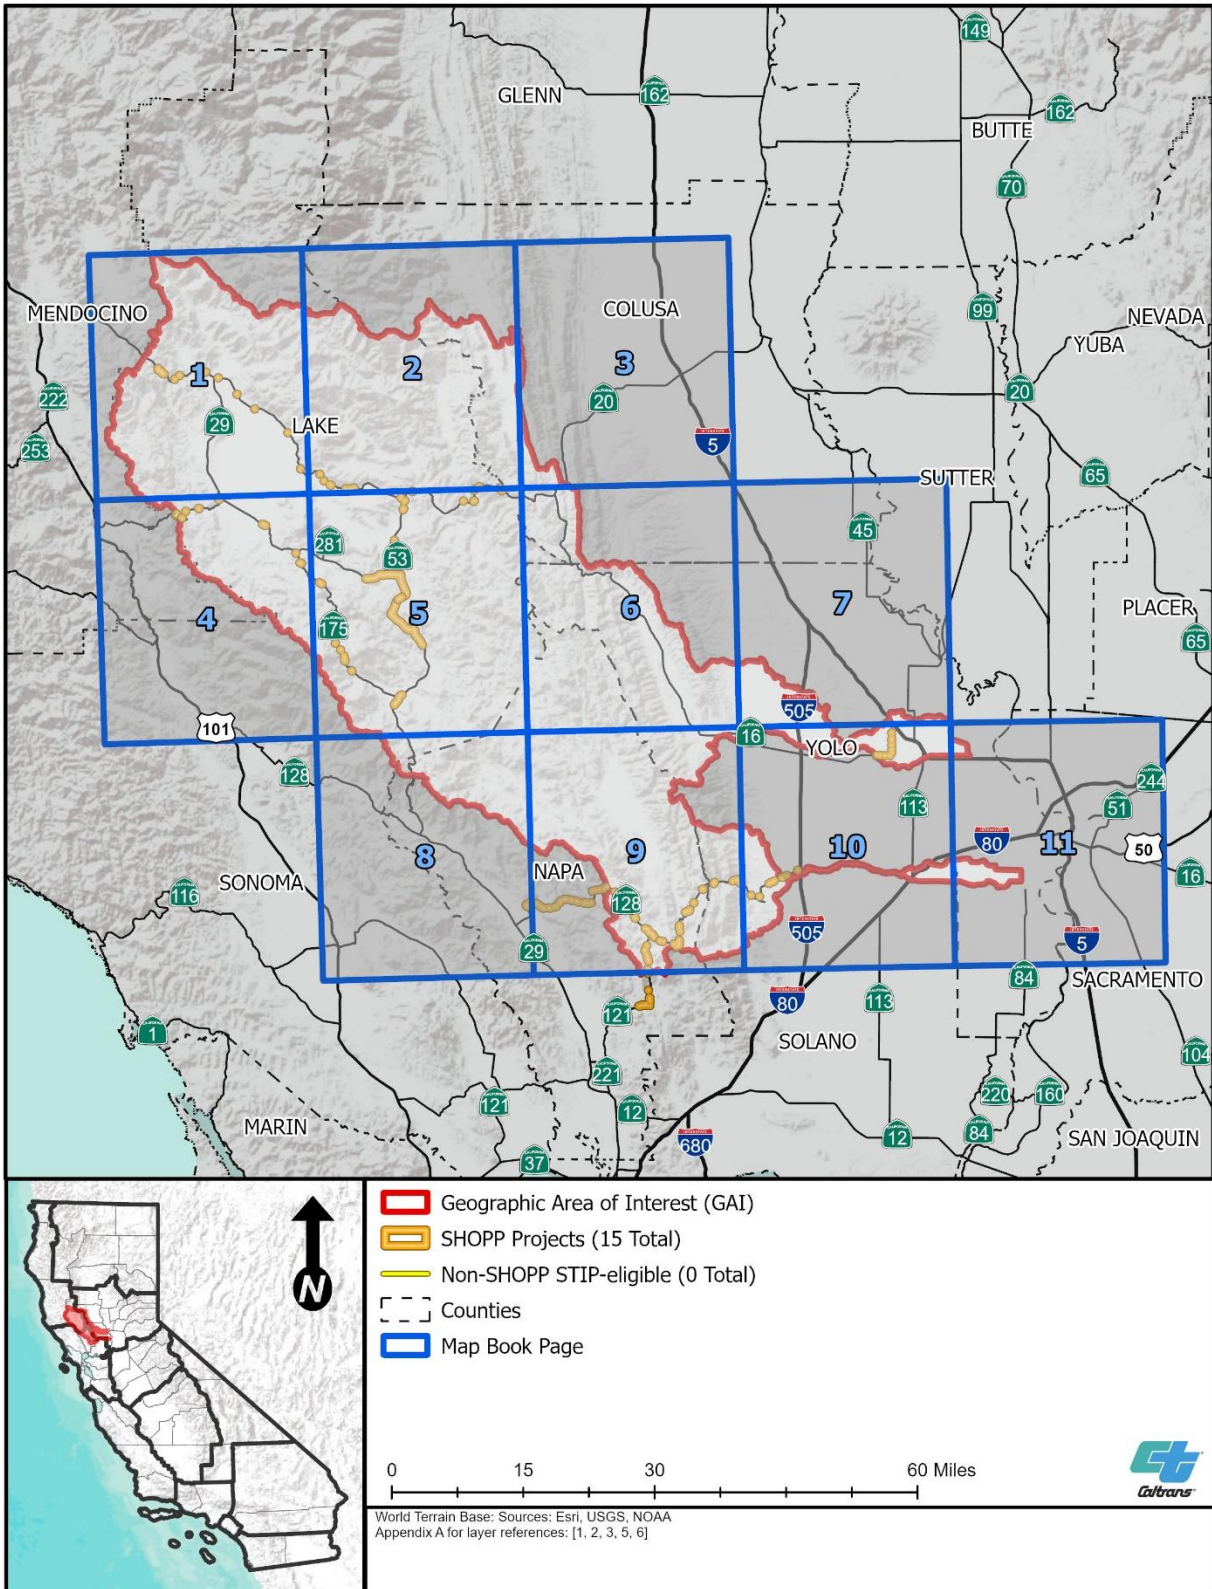 149
GLENN
162
162
BUTTE
70
MENDOCINO
COLUSA
99
NEVADA
YUBA
1
2
3
20
20
222
29
LAKE
253
5
65
SUTTER
45
281
53
4
5
6
7
PLACER
175
65
101
505
16
YOLO
128
244
51
113
80
11
50
8
9
10
NAPA
SONOMA
116
128
16
505
29
5
84
SACRAMENTO
80
113
121
SOLANO
1
104
221
220
160
121
12
MARIN
680
12
84
SAN JOAQUIN
37
N
Geographic Area of Interest (GAI)
SHOPP Projects (15 Total)
Non-SHOPP STIP-eligible (0 Total)
Counties
Map Book Page
0 15 30 60 Miles
Caltrans
World Terrain Base: Sources: Esri, USGS, NOAA
Appendix A for layer references: [1, 2, 3, 5, 6]